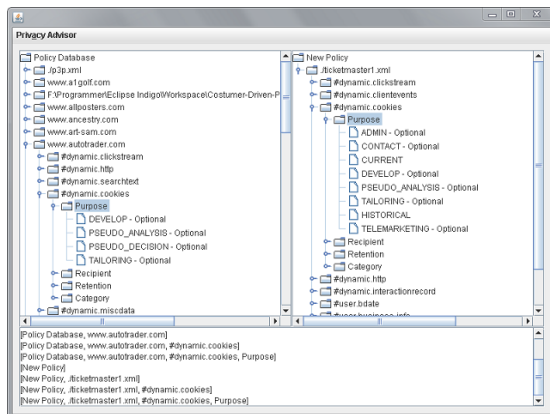 Privacy Advisor
Policy Database
./p3p.xml
www.a1golf.com
F:\Programmer\Eclipse Indigo\Workspace\Costumer-Driven-P
www.allposters.com
www.ancestry.com
www.art-sam.com
www.autotrader.com
#dynamic.clickstream
#dynamic.http
#dynamic.searchtext
#dynamic.cookies
Purpose
DEVELOP - Optional
PSEUDO_ANALYSIS - Optional
PSEUDO_DECISION - Optional
TAILORING - Optional
Recipient
Retention
Category
#dynamic.miscdata
New Policy
./ticketmaster1.xml
#dynamic.clickstream
#dynamic.clientevents
#dynamic.cookies
Purpose
ADMIN - Optional
CONTACT - Optional
CURRENT
DEVELOP - Optional
PSEUDO_ANALYSIS - Optional
TAILORING - Optional
HISTORICAL
TELEMARKETING - Optional
Recipient
Retention
Category
#dynamic.http
#dynamic.interactionrecord
#user.bdate
#user.business-info
[Policy Database, www.autotrader.com]
[Policy Database, www.autotrader.com, #dynamic.cookies]
[Policy Database, www.autotrader.com, #dynamic.cookies, Purpose]
[New Policy]
[New Policy, ./ticketmaster1.xml]
[New Policy, ./ticketmaster1.xml, #dynamic.cookies]
[New Policy, ./ticketmaster1.xml, #dynamic.cookies, Purpose]